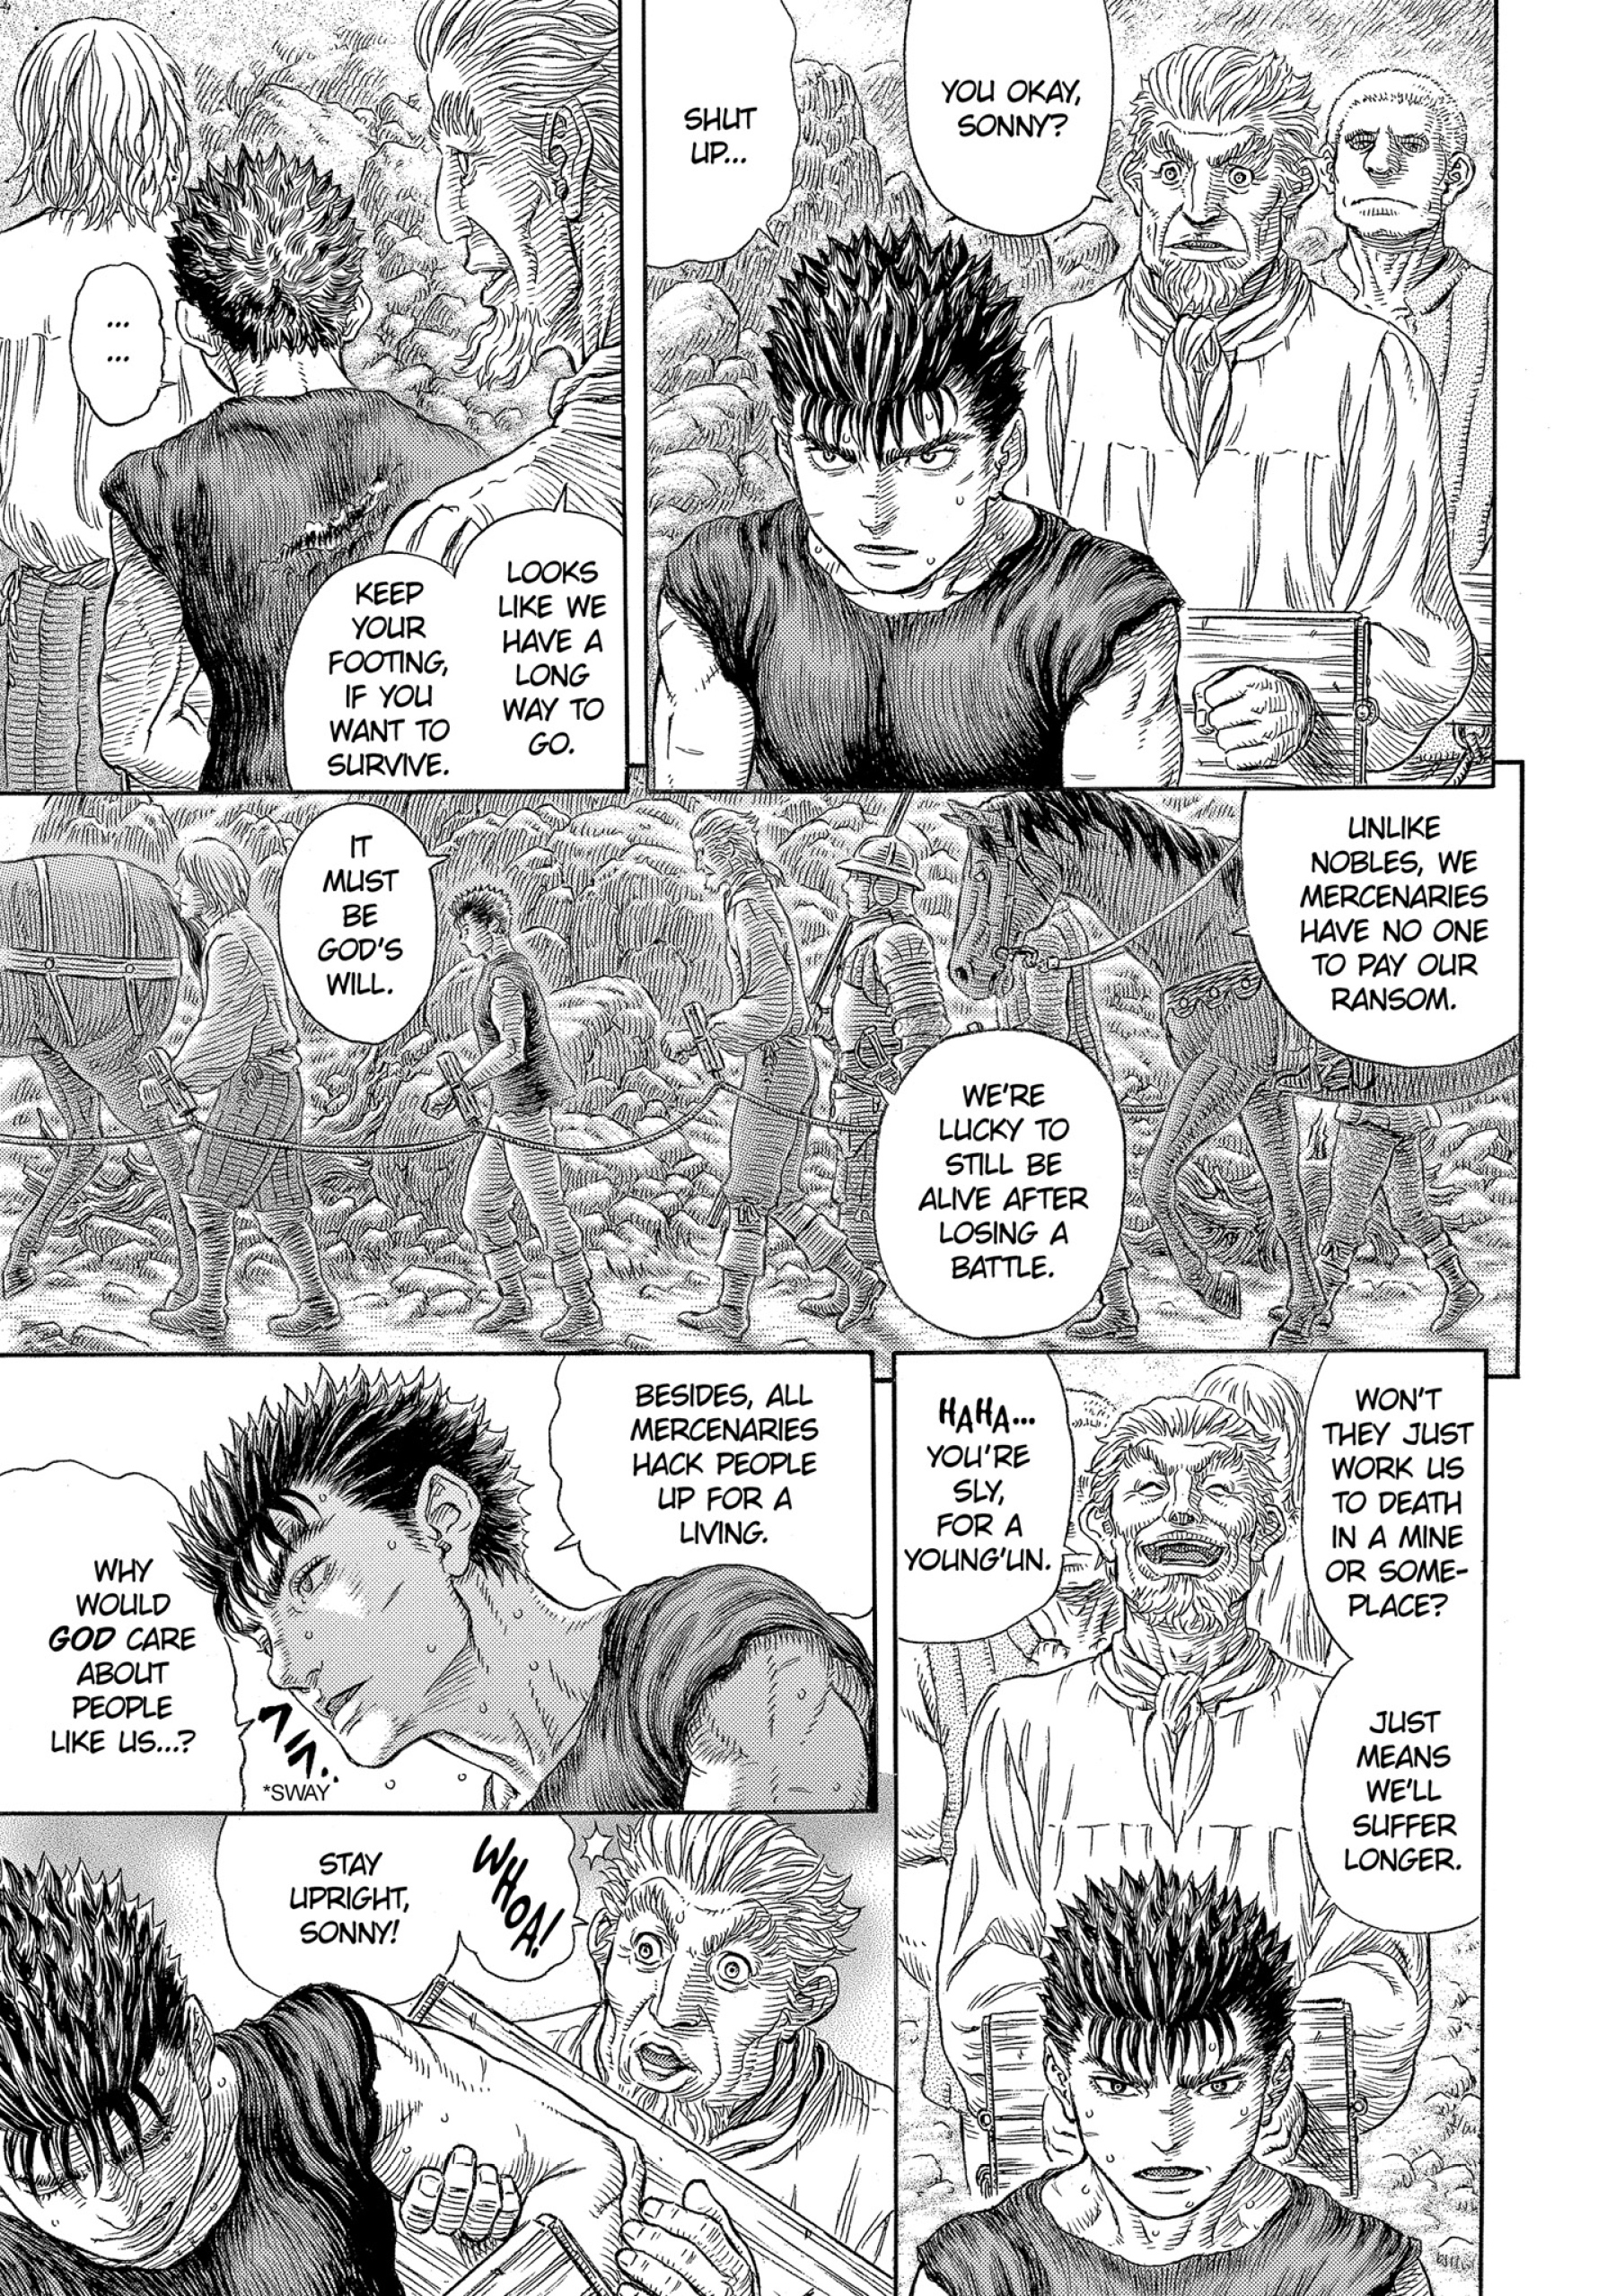 YOU OKAY,
SONNY?
SHUT
UP...
LOOKS
LIKE WE
HAVE A
LONG
WAY TO
GO.
KEEP
YOUR
FOOTING,
IF YOU
WANT TO
SURVIVE.
...
...
UNLIKE
NOBLES, WE
MERCENARIES
HAVE NO ONE
TO PAY OUR
RANSOM.
WE'RE
LUCKY TO
STILL BE
ALIVE AFTER
LOSING A
BATTLE.
IT
MUST
BE
GOD'S
WILL.
WON'T
THEY JUST
WORK US
TO DEATH
IN A MINE
OR SOME-
PLACE?
JUST
MEANS
WE'LL
SUFFER
LONGER.
HAHA...
YOU'RE
SLY,
FOR A
YOUNG'UN.
BESIDES, ALL
MERCENARIES
HACK PEOPLE
UP FOR A
LIVING.
WHY
WOULD
GOD CARE
ABOUT
PEOPLE
LIKE US...?
*SWAY
WHOA!
STAY
UPRIGHT,
SONNY!